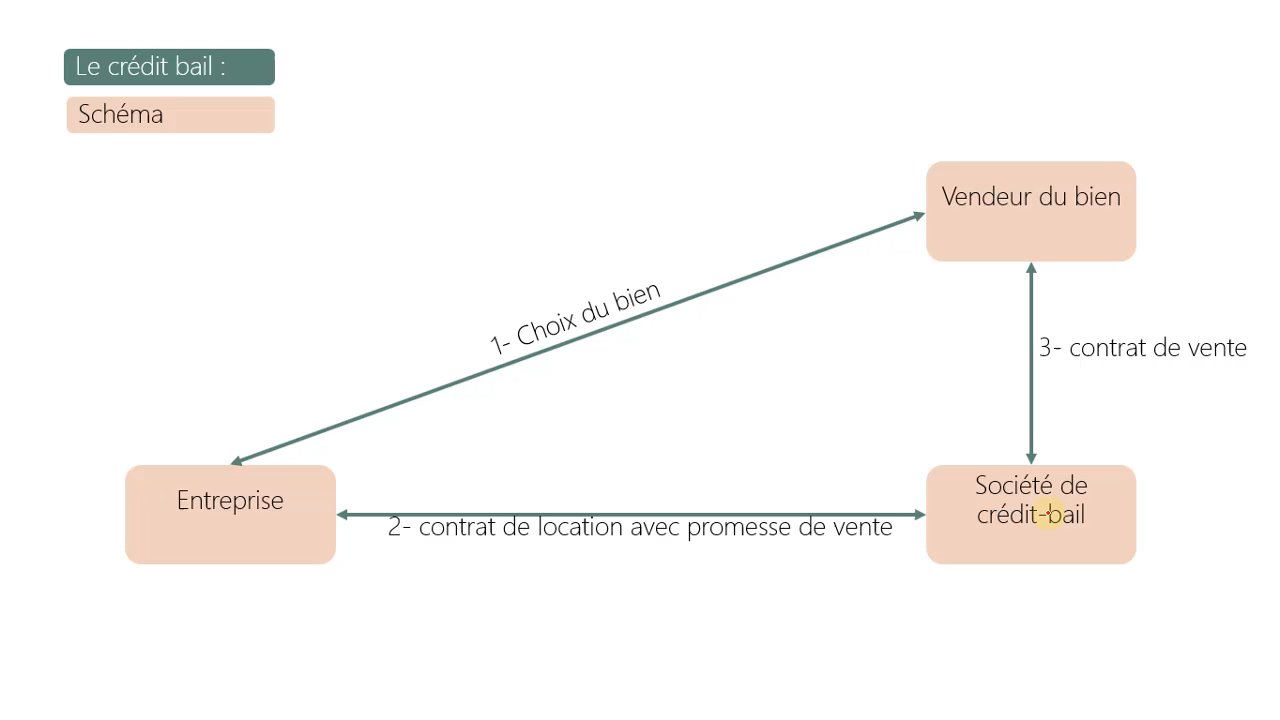 Le crédit bail :
Schéma
Vendeur du bien
1- Choix du bien
3- contrat de vente
Entreprise
2- contrat de location avec promesse de vente
Société de
crédit-bail